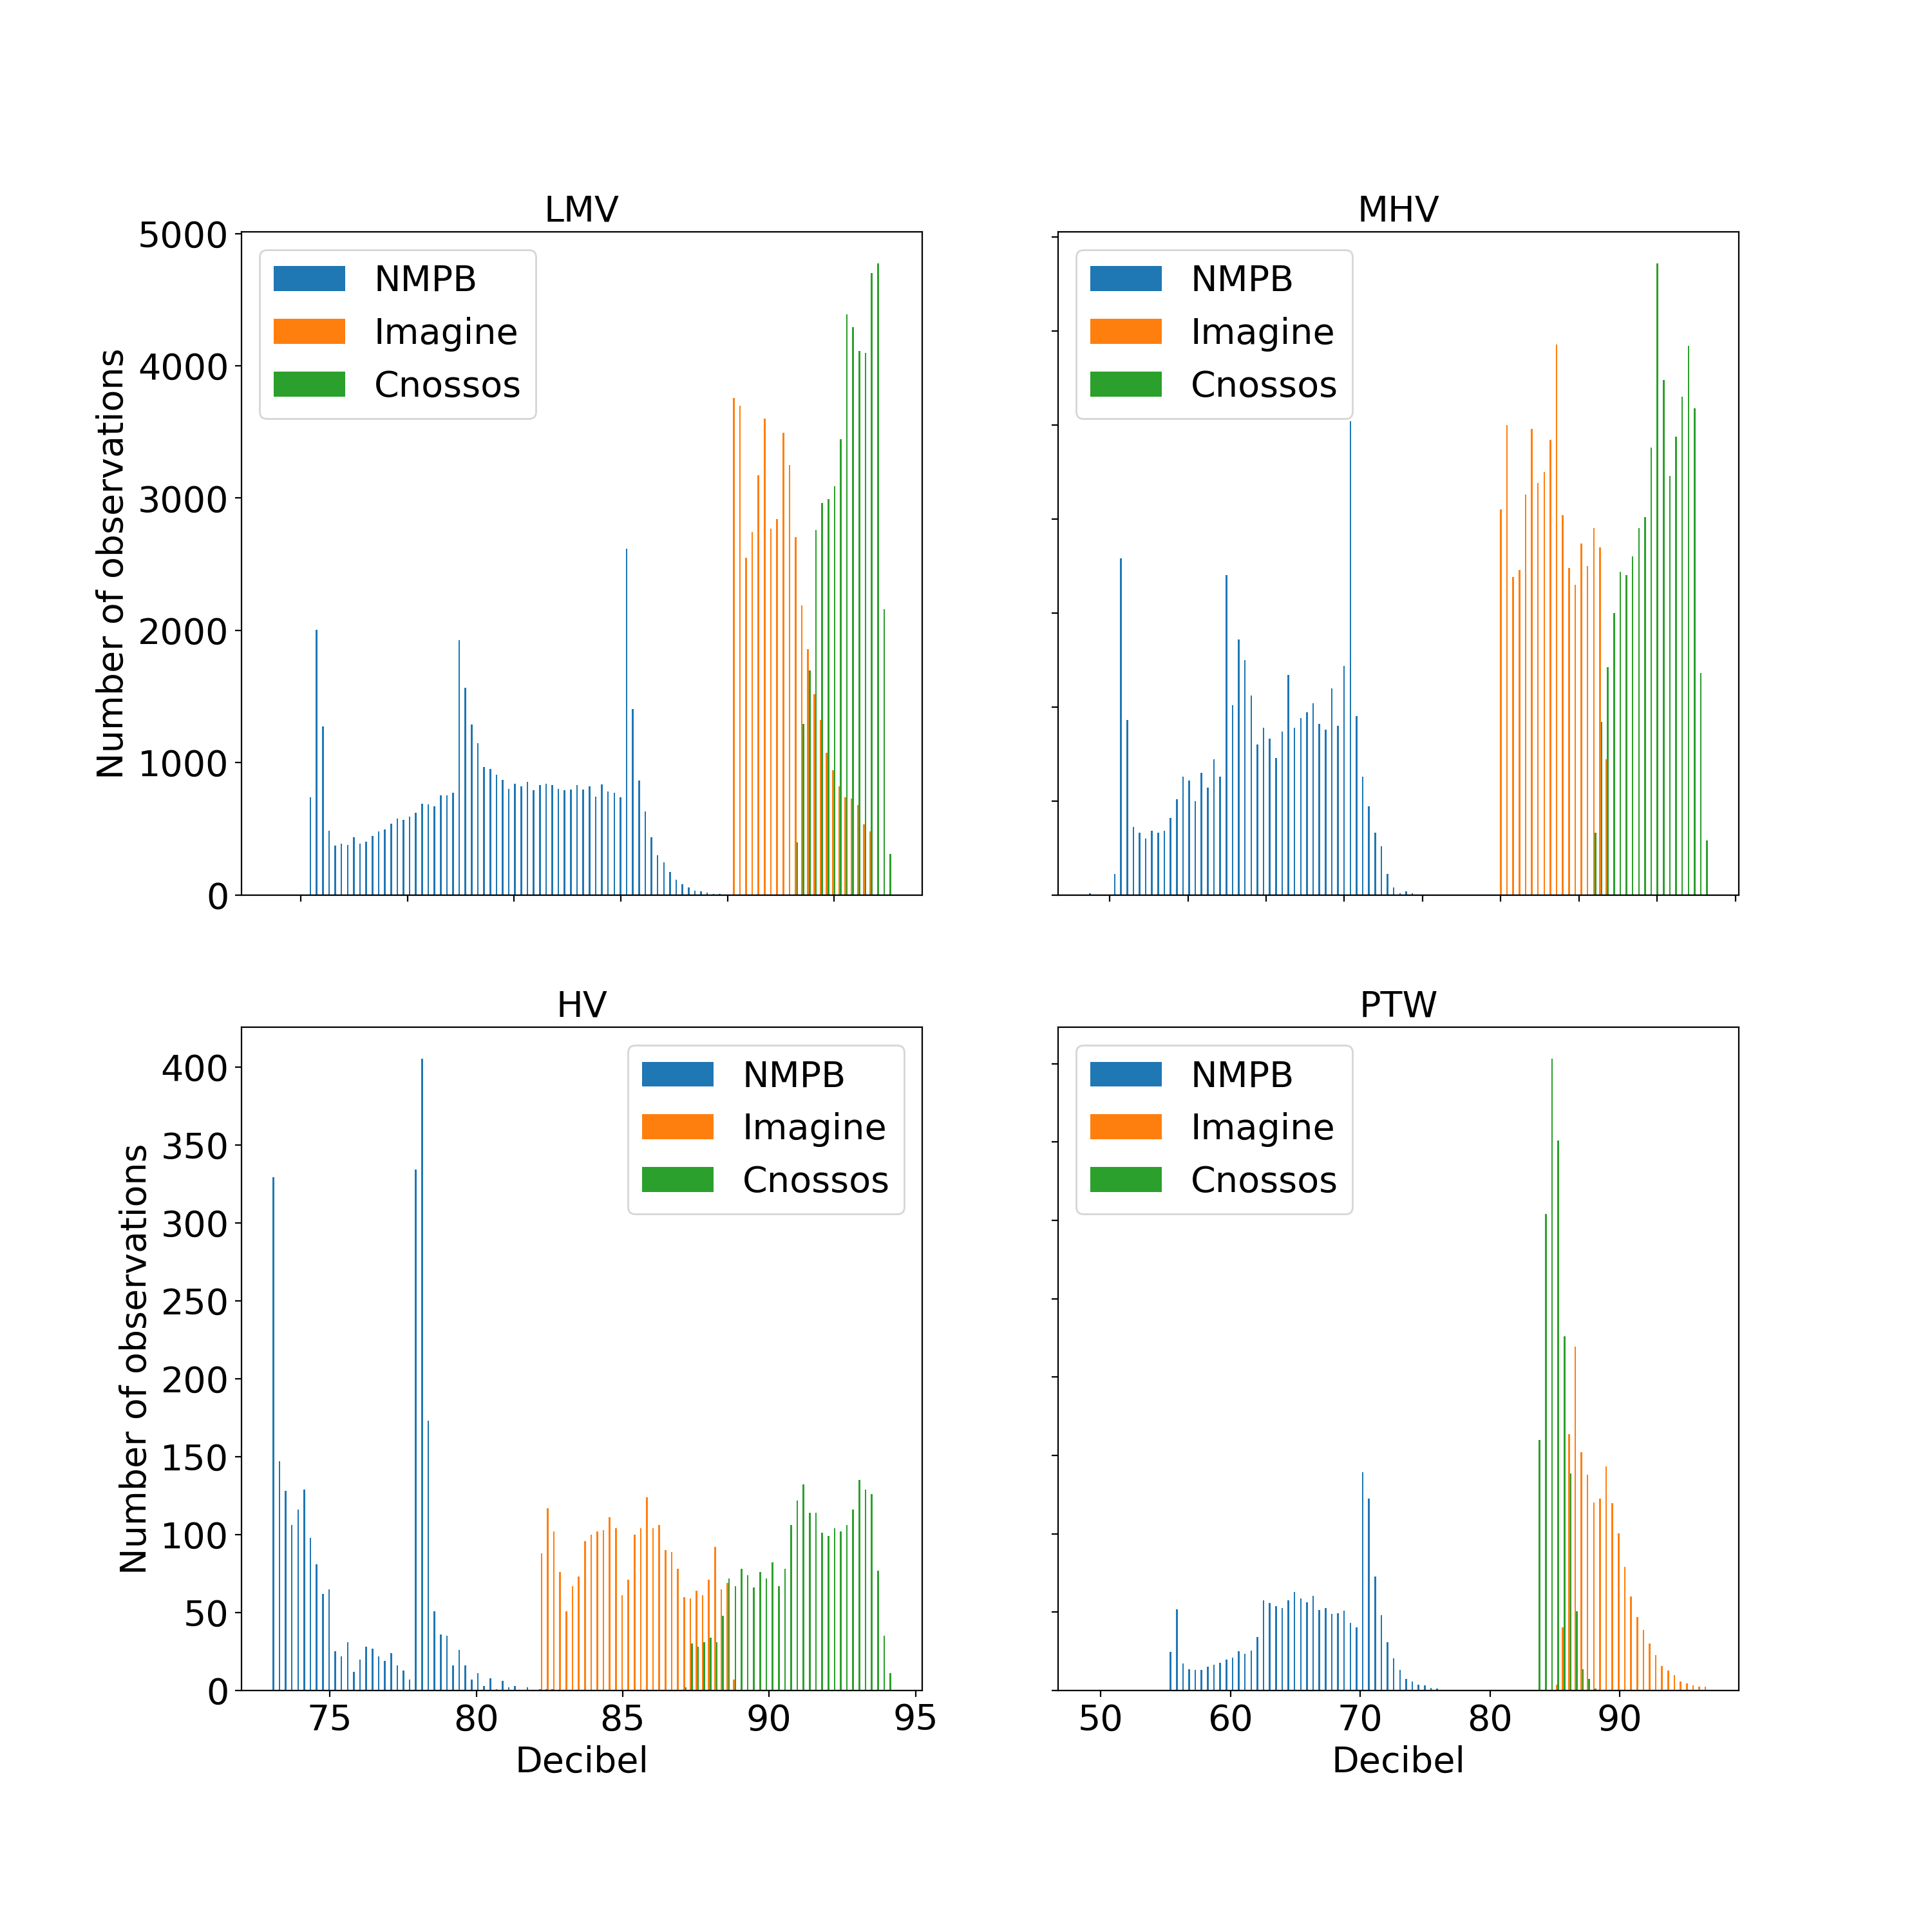 LMV
5000
4000
3000
2000
1000
0
Number of observations
NMPB
Imagine
Cnossos
MHV
NMPB
Imagine
Cnossos
HV
400
350
300
250
200
150
100
50
0
Number of observations
NMPB
Imagine
Cnossos
75 80 85 90 95
Decibel
PTW
NMPB
Imagine
Cnossos
50 60 70 80 90
Decibel